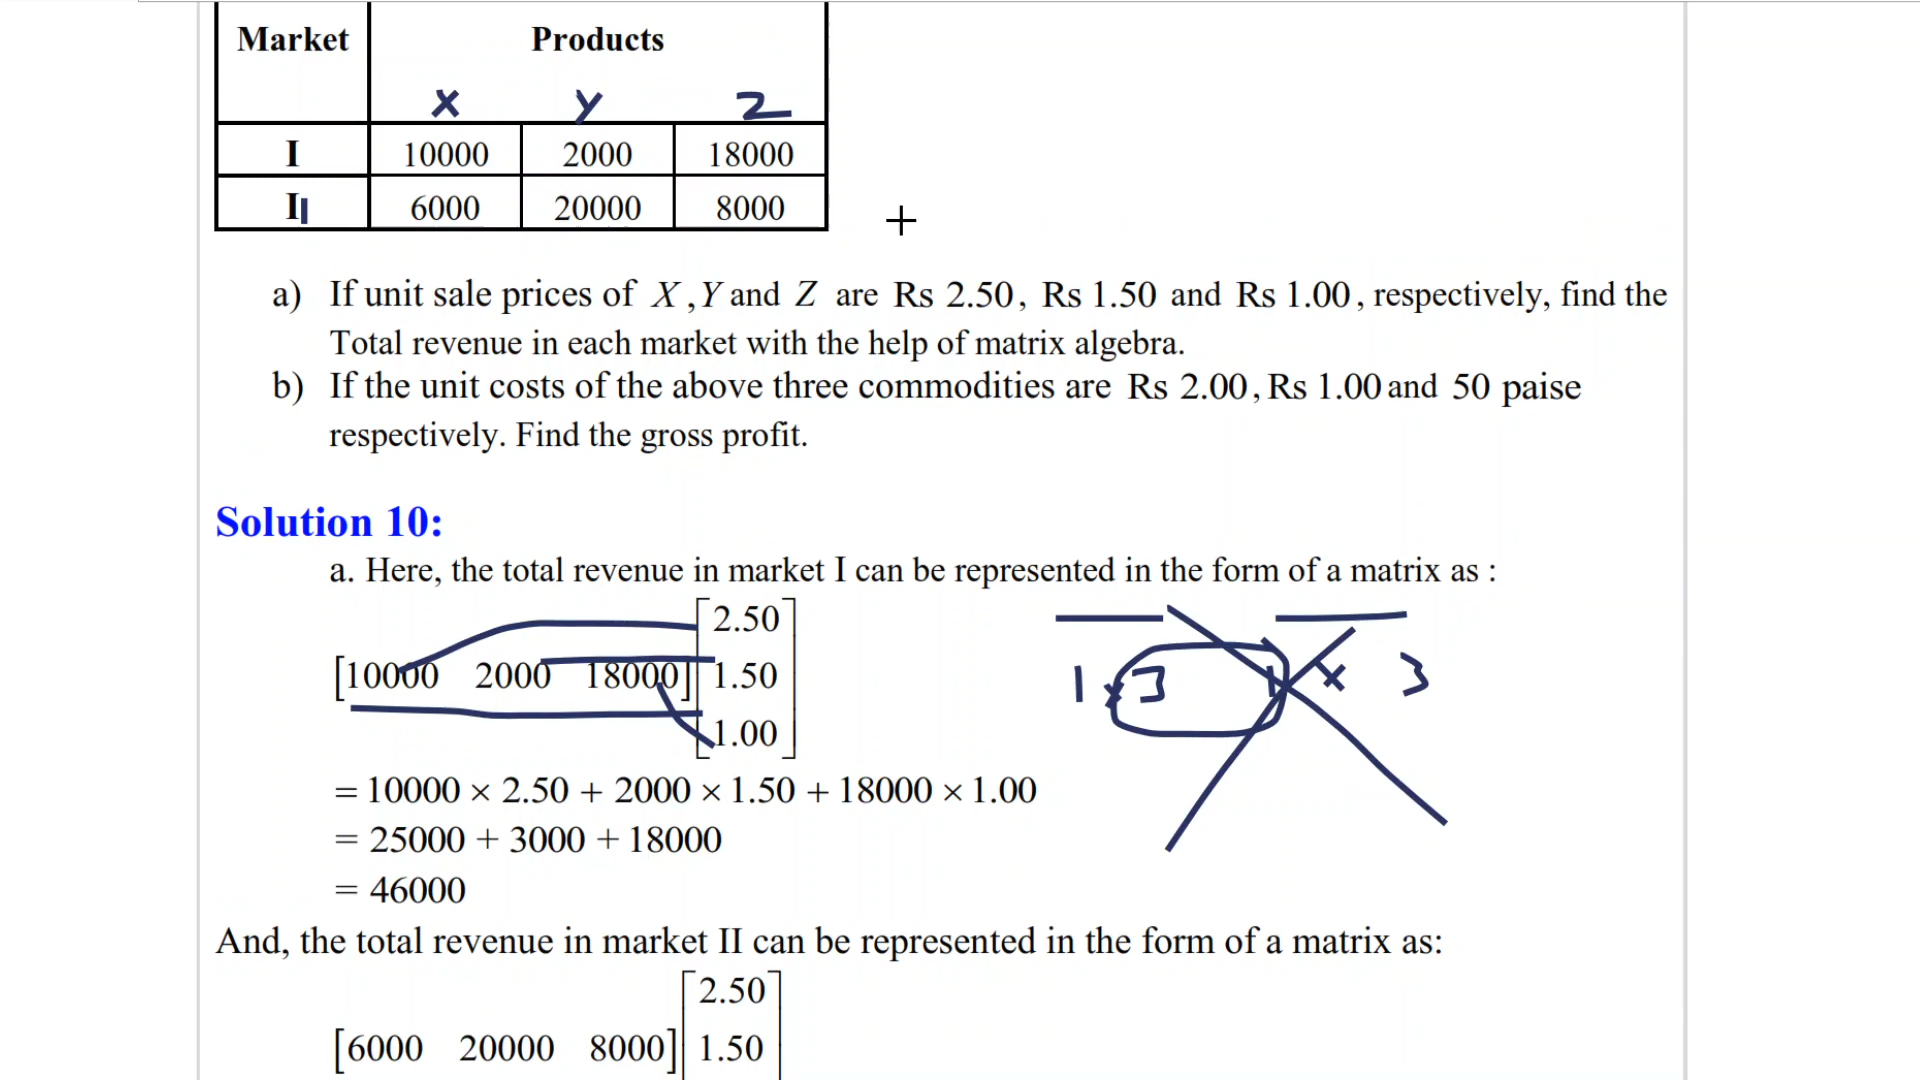 Market Products
X Y Z
I 10000 2000 18000
II 6000 20000 8000
a) If unit sale prices of X , Y and Z are Rs 2.50, Rs 1.50 and Rs 1.00, respectively, find the
Total revenue in each market with the help of matrix algebra.
b) If the unit costs of the above three commodities are Rs 2.00, Rs 1.00 and 50 paise
respectively. Find the gross profit.
Solution 10:
a. Here, the total revenue in market I can be represented in the form of a matrix as :
2.50
[10000 2000 18000] 1.50 1 × 3 1 × 3
1.00
= 10000 × 2.50 + 2000 × 1.50 + 18000 × 1.00
= 25000 + 3000 + 18000
= 46000
And, the total revenue in market II can be represented in the form of a matrix as:
2.50
[6000 20000 8000] 1.50